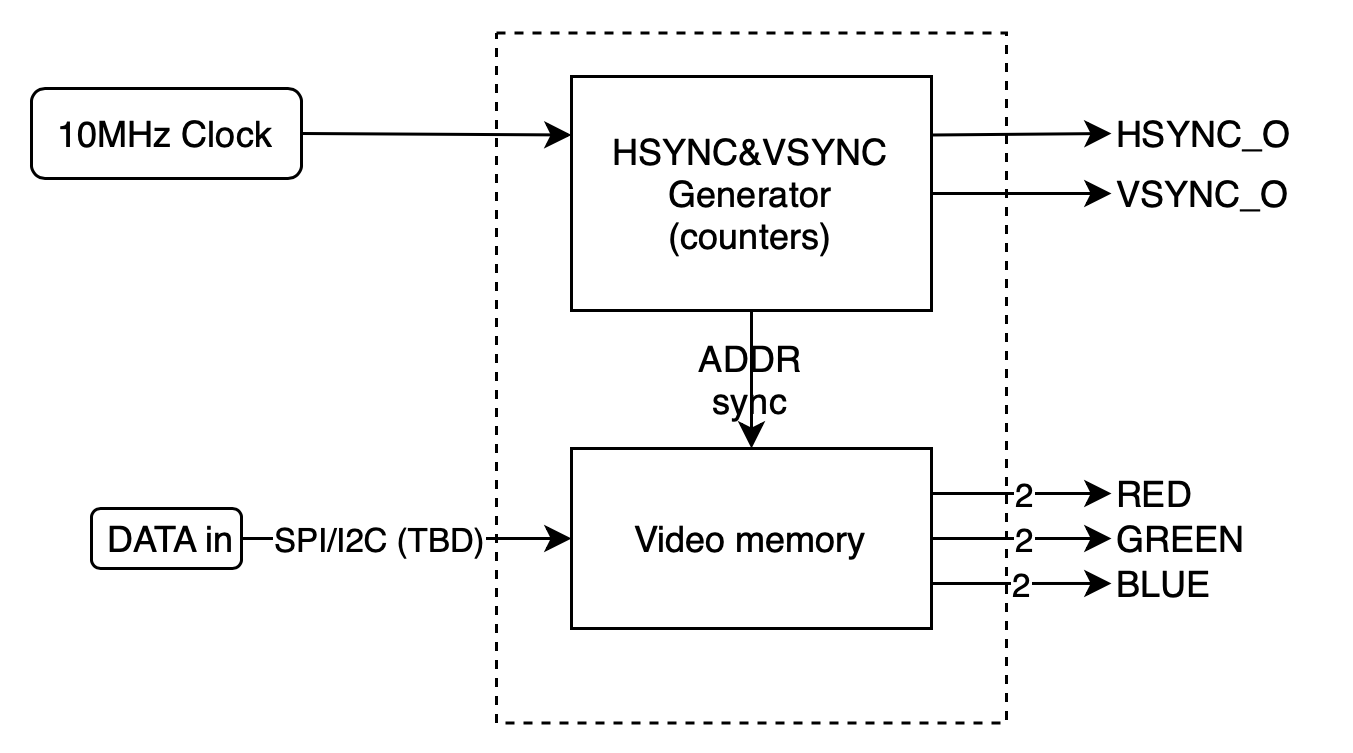 10MHz Clock
HSYNC&VSYNC
Generator
(counters)
HSYNC_O
VSYNC_O
ADDR
sync
DATA in
SPI/I2C (TBD)
Video memory
2
RED
2
GREEN
2
BLUE